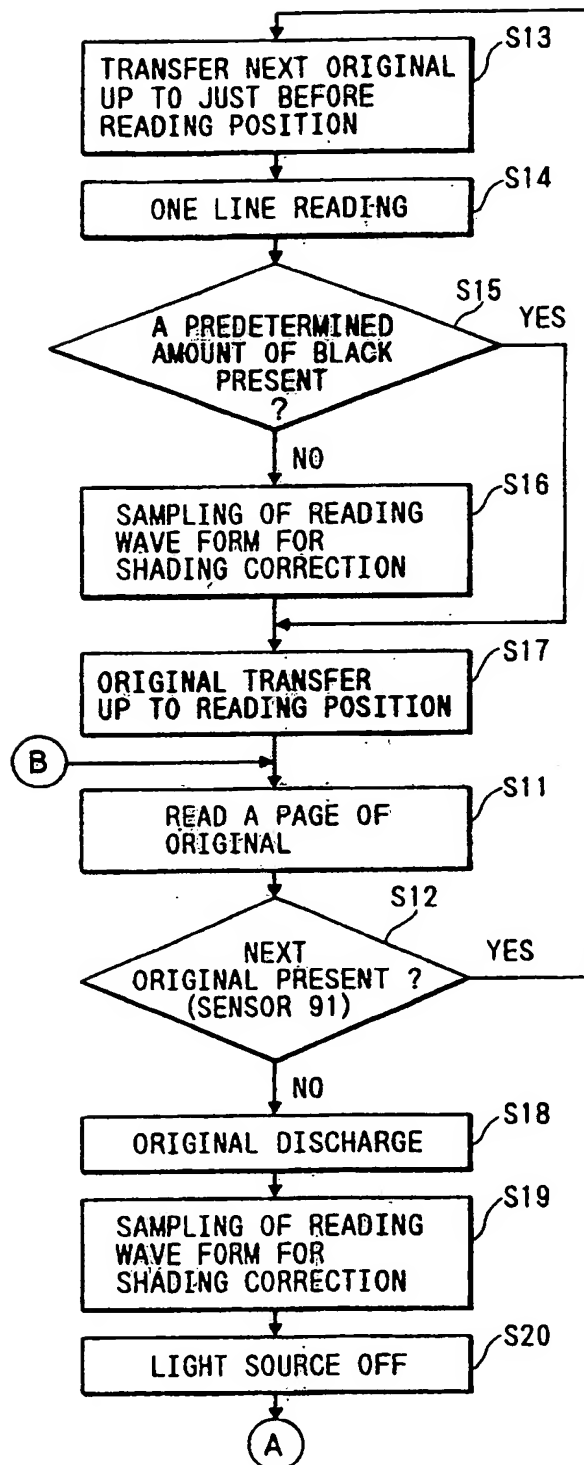 S13
TRANSFER NEXT ORIGINAL
UP TO JUST BEFORE
READING POSITION
S14
ONE LINE READING
S15
YES
A PREDETERMINED
AMOUNT OF BLACK
PRESENT
?
NO
S16
SAMPLING OF READING
WAVE FORM FOR
SHADING CORRECTION
S17
ORIGINAL TRANSFER
UP TO READING POSITION
B
S11
READ A PAGE OF
ORIGINAL
S12
YES
NEXT
ORIGINAL PRESENT ?
(SENSOR 91)
NO
S18
ORIGINAL DISCHARGE
S19
SAMPLING OF READING
WAVE FORM FOR
SHADING CORRECTION
S20
LIGHT SOURCE OFF
A